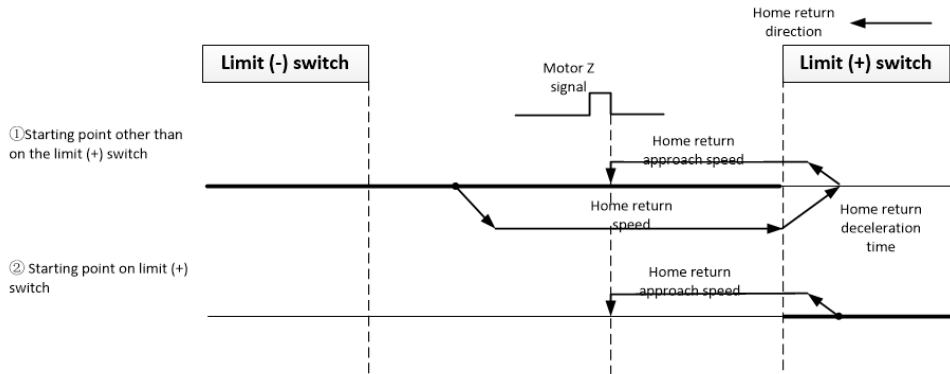 Home return
direction
Limit (-) switch
Limit (+) switch
Motor Z
signal
①Starting point other than
on the limit (+) switch
Home return
approach speed
Home return
speed
Home return
deceleration
time
② Starting point on limit (+)
switch
Home return
approach speed